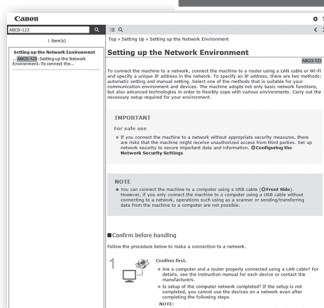 Canon
ABCD-123
1 item(s)
Setting up the Network Environment
ABCD-123: Setting up the Network
Environment: To connect the...
Top > Setting Up > Setting up the Network Environment
Setting up the Network Environment
ABCD-123
To connect the machine to a network, connect the machine to a router using a LAN cable or Wi-Fi
and specify a unique IP address in the network. To specify an IP address, there are two methods:
automatic setting and manual setting. Select one of the methods that is suitable for your
communication environment and devices. The machine adopts not only basic network functions,
but also advanced technologies in order to flexibly cope with various environments. Carry out the
necessary setup required for your environment.
IMPORTANT
For safe use
If you connect the machine to a network without appropriate security measures, there
are risks that the machine might receive unauthorized access from third parties. Set up
network security to secure important data and information. Configuring the
Network Security Settings
NOTE
You can connect the machine to a computer using a USB cable (Front Side).
However, if you only connect the machine to a computer using a USB cable without
connecting to a network, operations such as using as a scanner or sending/transferring
data from the machine to a computer are not possible.
■Confirm before handling
Follow the procedure below to make a connection to a network.
1
Confirm first.
Are a computer and a router properly connected using a LAN cable? For
details, see the instruction manual for each device or contact the
manufacturers.
Is setup of the computer network completed? If the setup is not
completed, you cannot use the devices on a network even after
completing the following steps.
NOTE: